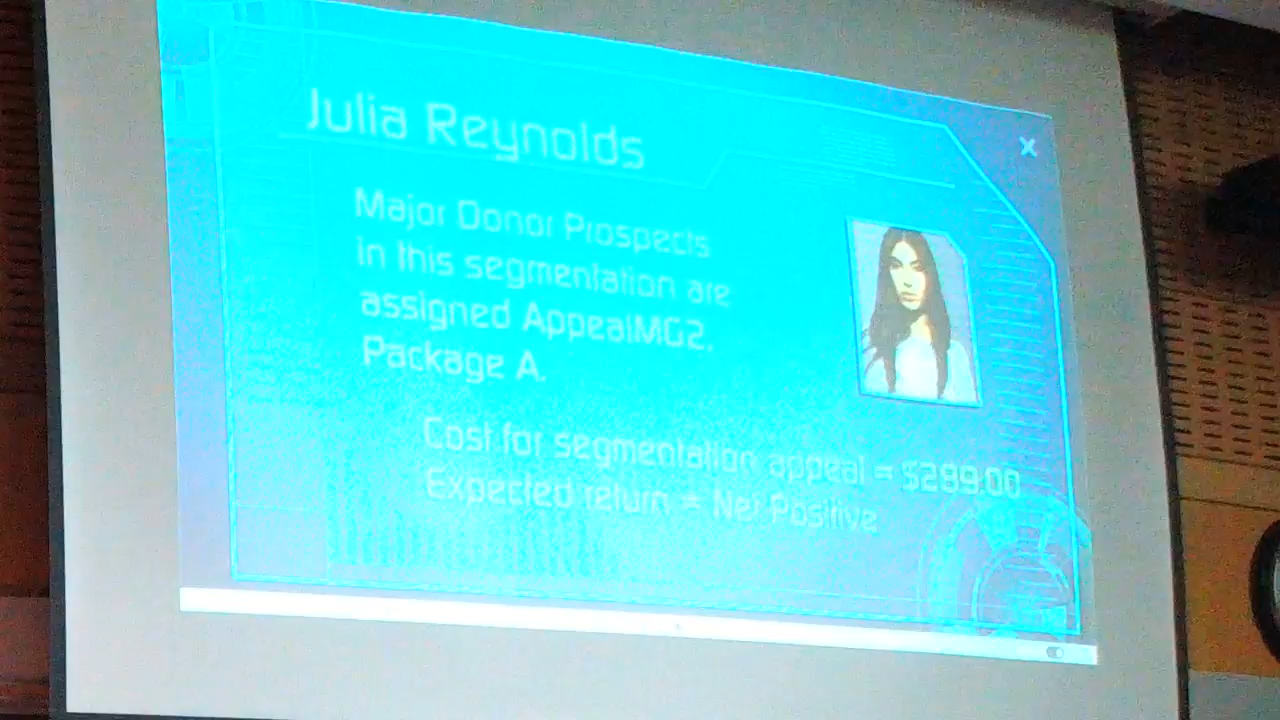 Julia Reynolds
Major Donor Prospects
in this segmentation are
assigned AppealMG2,
Package A.
Cost for segmentation appeal = $289.00
Expected return = Net Positive